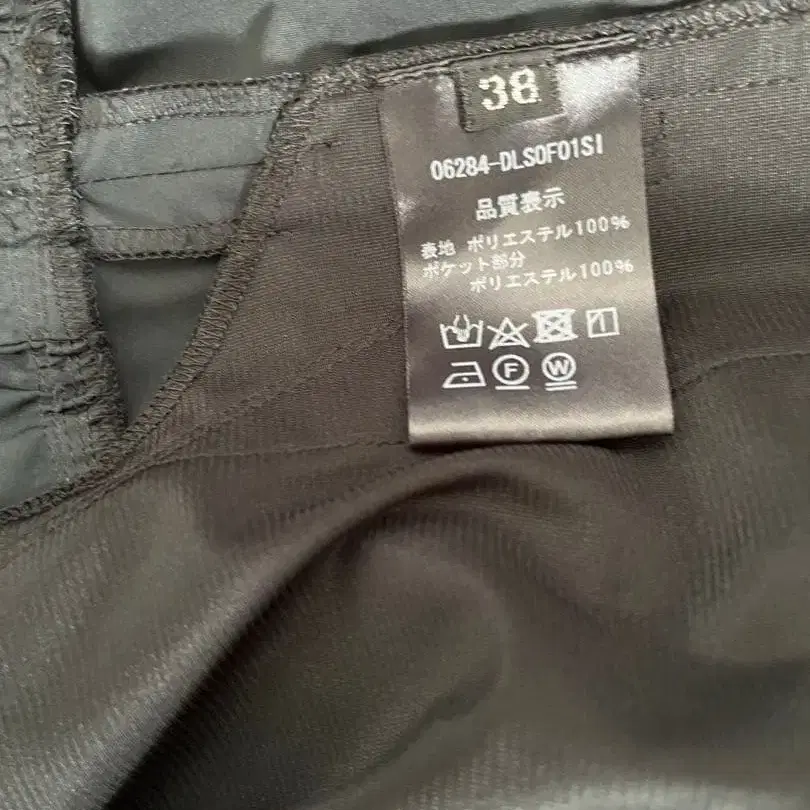 38
06284-DLS0F01SI
品質表示
表地 ポリエステル100%
ポケット部分
ポリエステル100%
F W